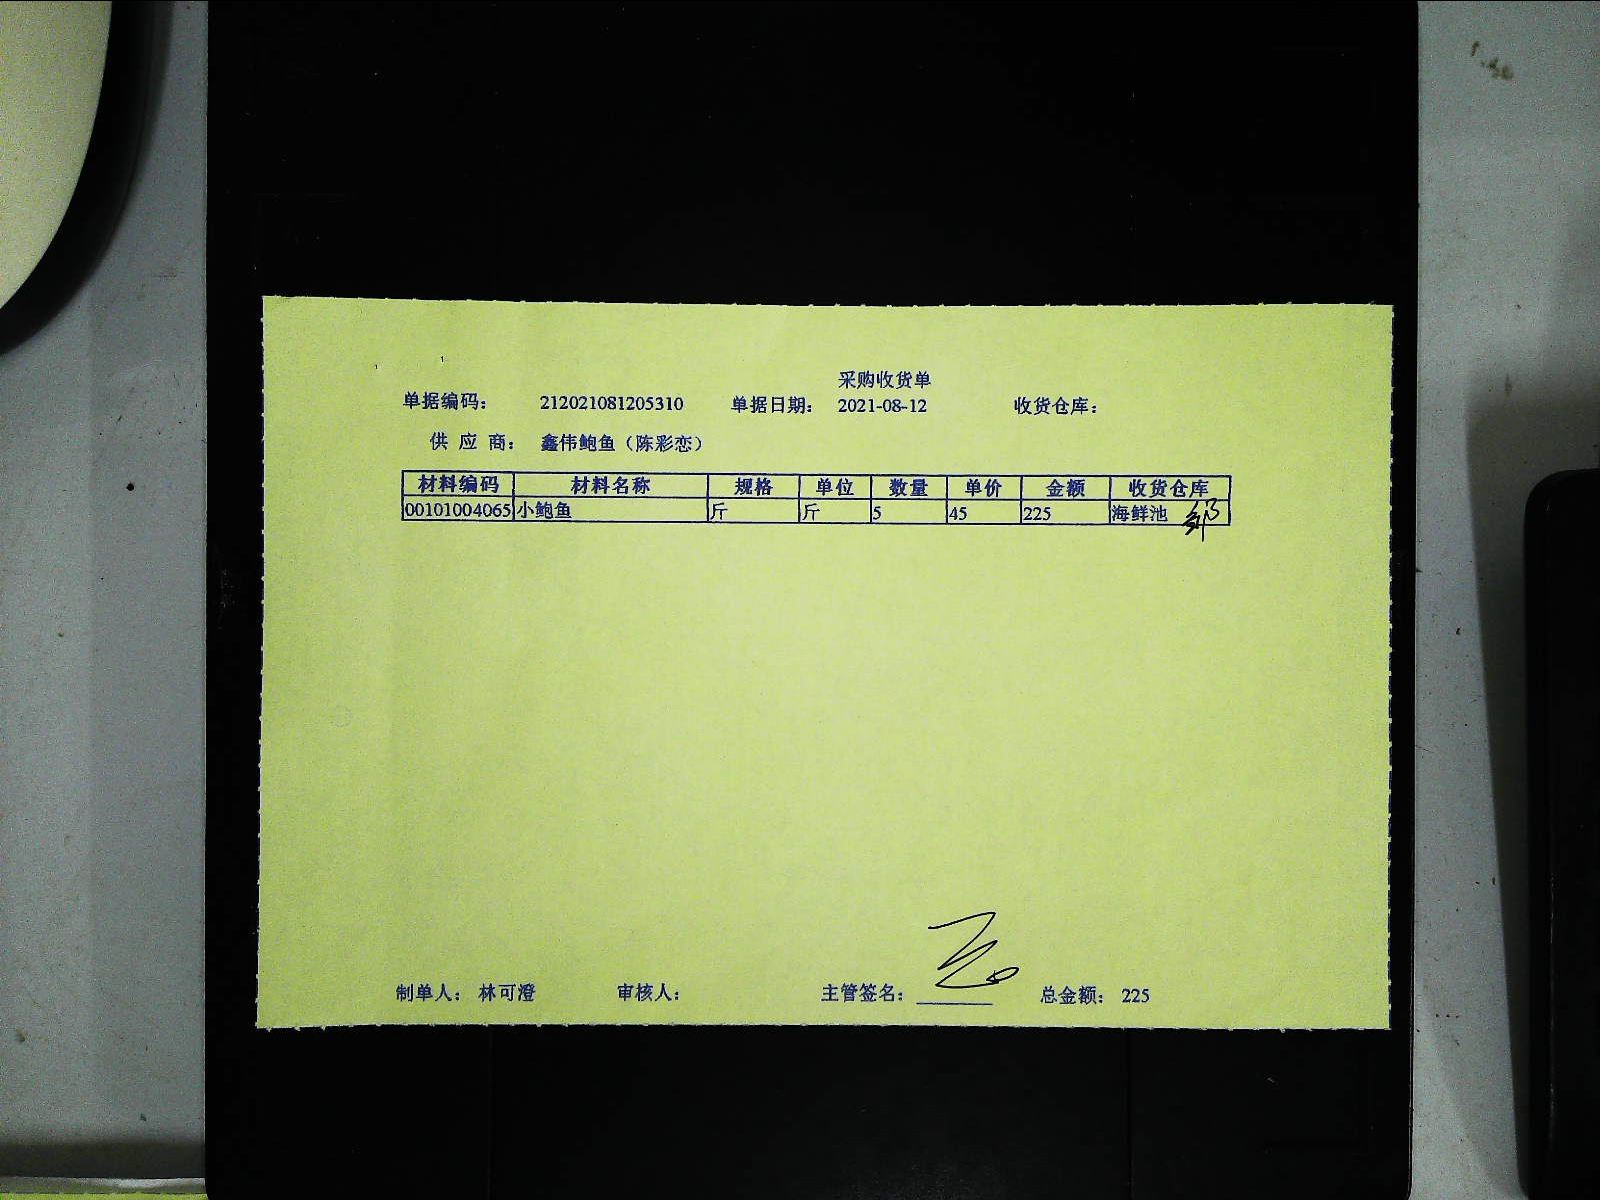 采购收货单
单据编码： 212021081205310 单据日期： 2021-08-12 收货仓库：
供 应 商： 鑫伟鲍鱼（陈彩恋）
材料编码 材料名称 规格 单位 数量 单价 金额 收货仓库
00101004065 小鲍鱼 斤 斤 5 45 225 海鲜池
制单人： 林可澄 审核人： 主管签名： 总金额： 225